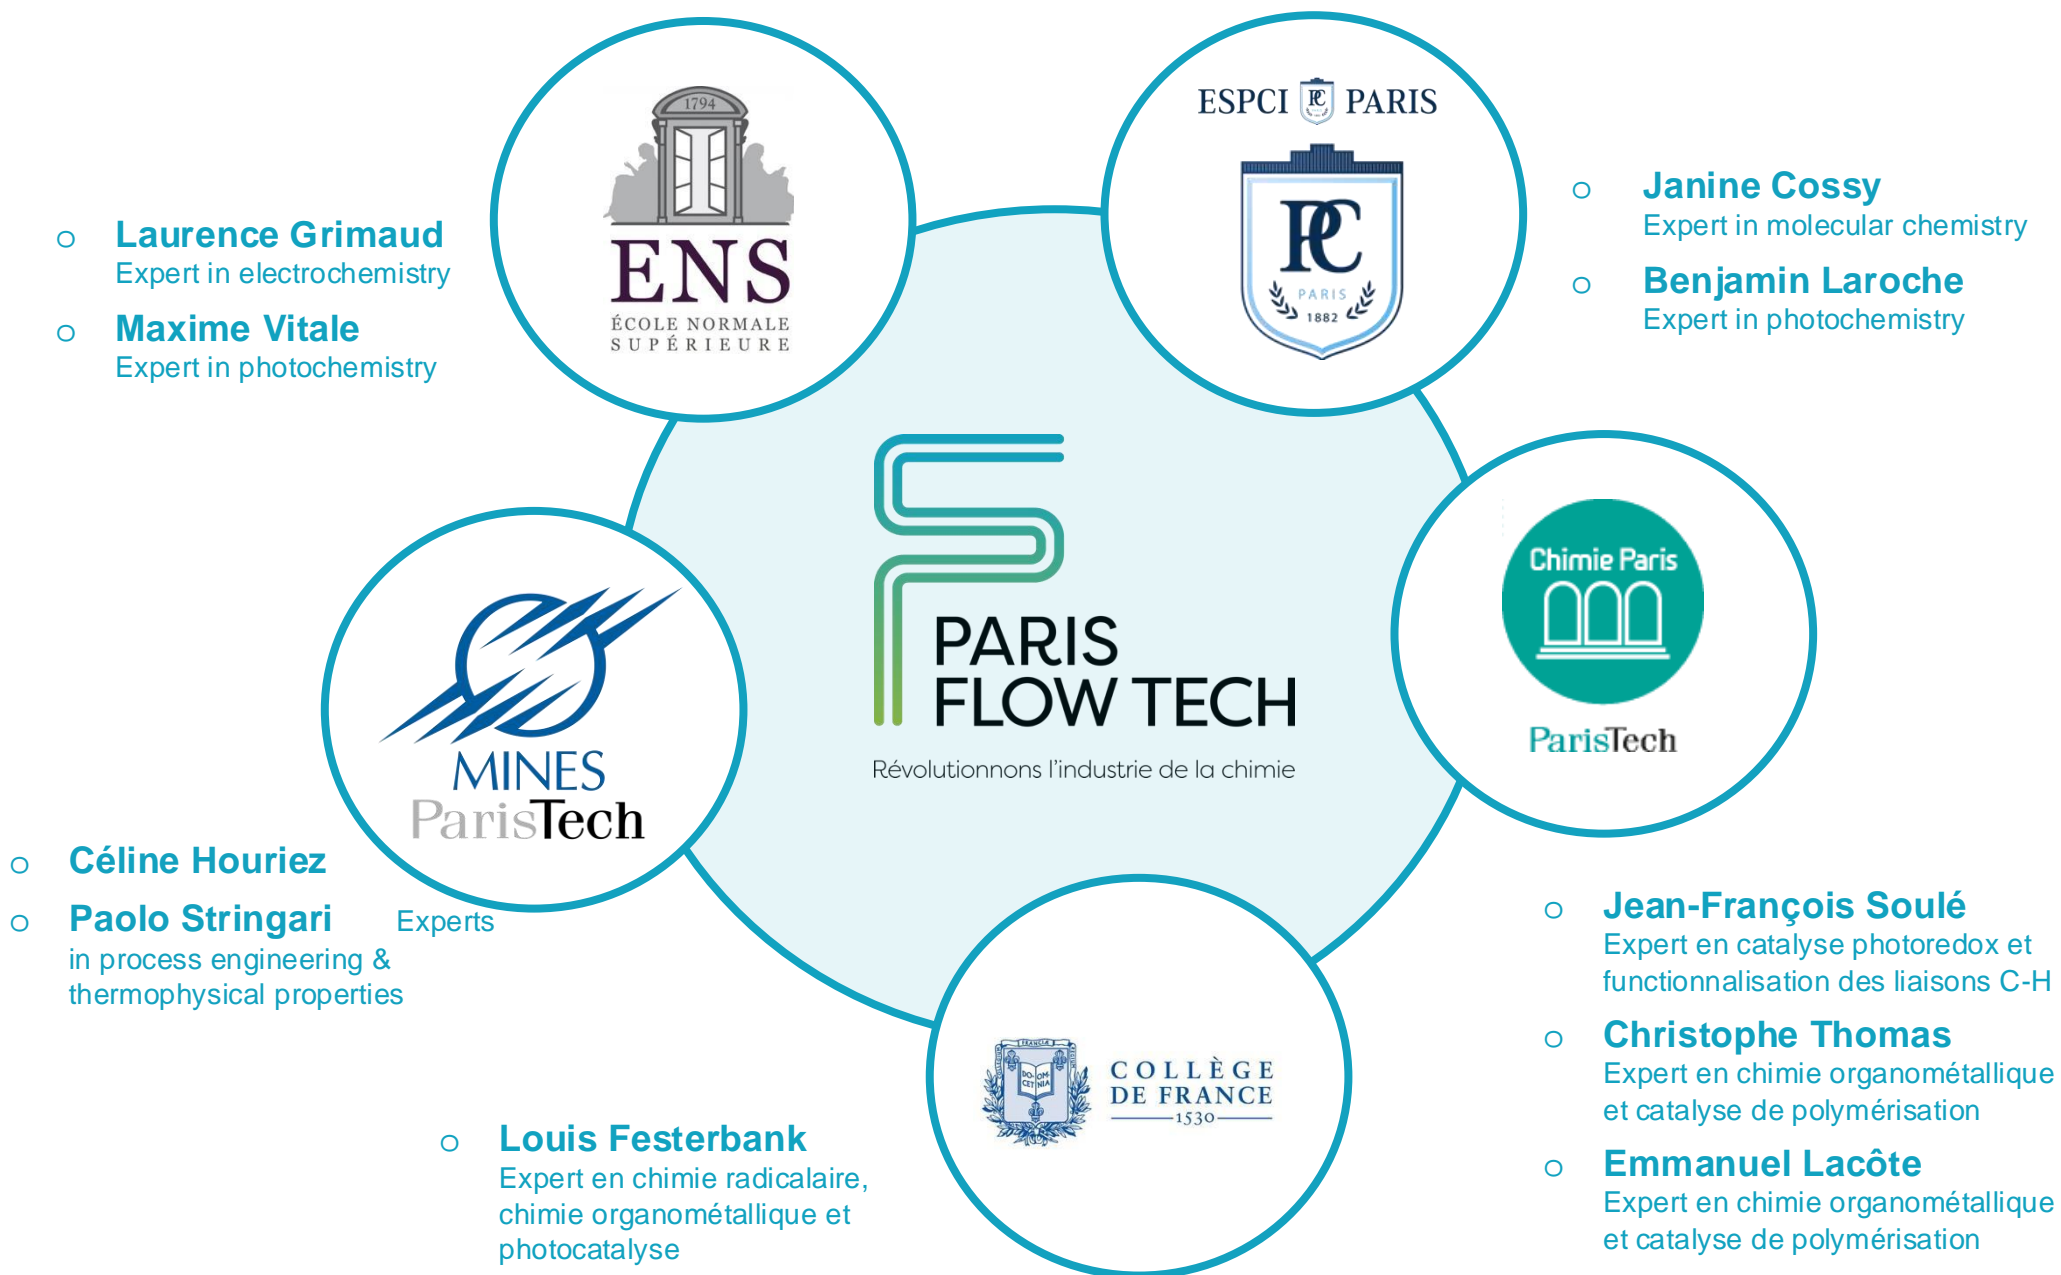 1794
ENS
ÉCOLE NORMALE
SUPÉRIEURE
ESPCI PC PARIS
PC
PARIS
1882
o Laurence Grimaud
Expert in electrochemistry
o Maxime Vitale
Expert in photochemistry
o Janine Cossy
Expert in molecular chemistry
o Benjamin Laroche
Expert in photochemistry
PARIS
FLOW TECH
Révolutionnons l'industrie de la chimie
Chimie Paris
ParisTech
MINES
ParisTech
o Céline Houriez
o Paolo Stringari Experts
in process engineering &
thermophysical properties
COLLÈGE
DE FRANCE
1530
DO- OM-
CET NIA
o Louis Festerbank
Expert en chimie radicalaire,
chimie organométallique et
photocatalyse
o Jean-François Soulé
Expert en catalyse photoredox et
functionnalisation des liaisons C-H
o Christophe Thomas
Expert en chimie organométallique
et catalyse de polymérisation
o Emmanuel Lacôte
Expert en chimie organométallique
et catalyse de polymérisation